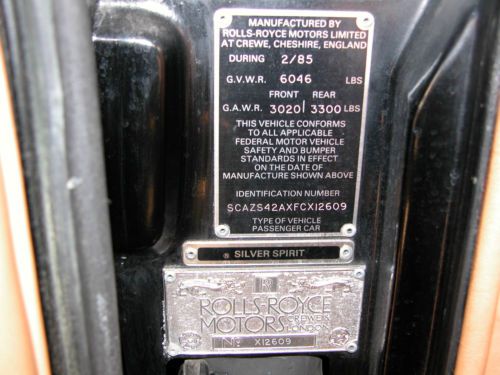 MANUFACTURED BY
ROLLS-ROYCE MOTORS LIMITED
AT CREWE, CHESHIRE, ENGLAND
DURING 2/85
G.V.W.R. 6046 LBS
FRONT REAR
G.A.W.R. 3020 3300 LBS
THIS VEHICLE CONFORMS
TO ALL APPLICABLE
FEDERAL MOTOR VEHICLE
SAFETY AND BUMPER
STANDARDS IN EFFECT
ON THE DATE OF
MANUFACTURE SHOWN ABOVE
IDENTIFICATION NUMBER
SCAZS42AXFCX12609
TYPE OF VEHICLE
PASSENGER CAR
® SILVER SPIRIT
ROLLS-ROYCE
MOTORS CREWE &
LONDON
No X12609